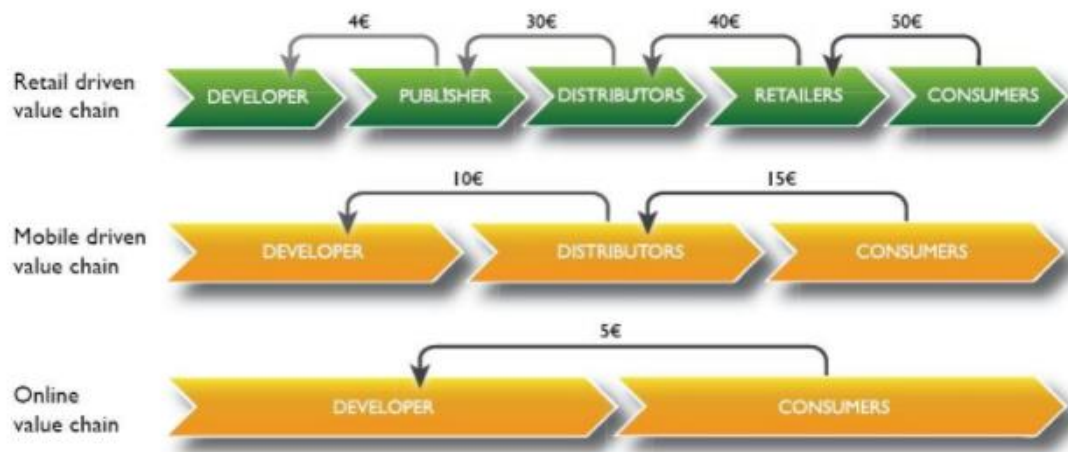 4€ 30€ 40€ 50€
Retail driven
value chain
DEVELOPER PUBLISHER DISTRIBUTORS RETAILERS CONSUMERS
10€ 15€
Mobile driven
value chain
DEVELOPER DISTRIBUTORS CONSUMERS
5€
Online
value chain
DEVELOPER CONSUMERS